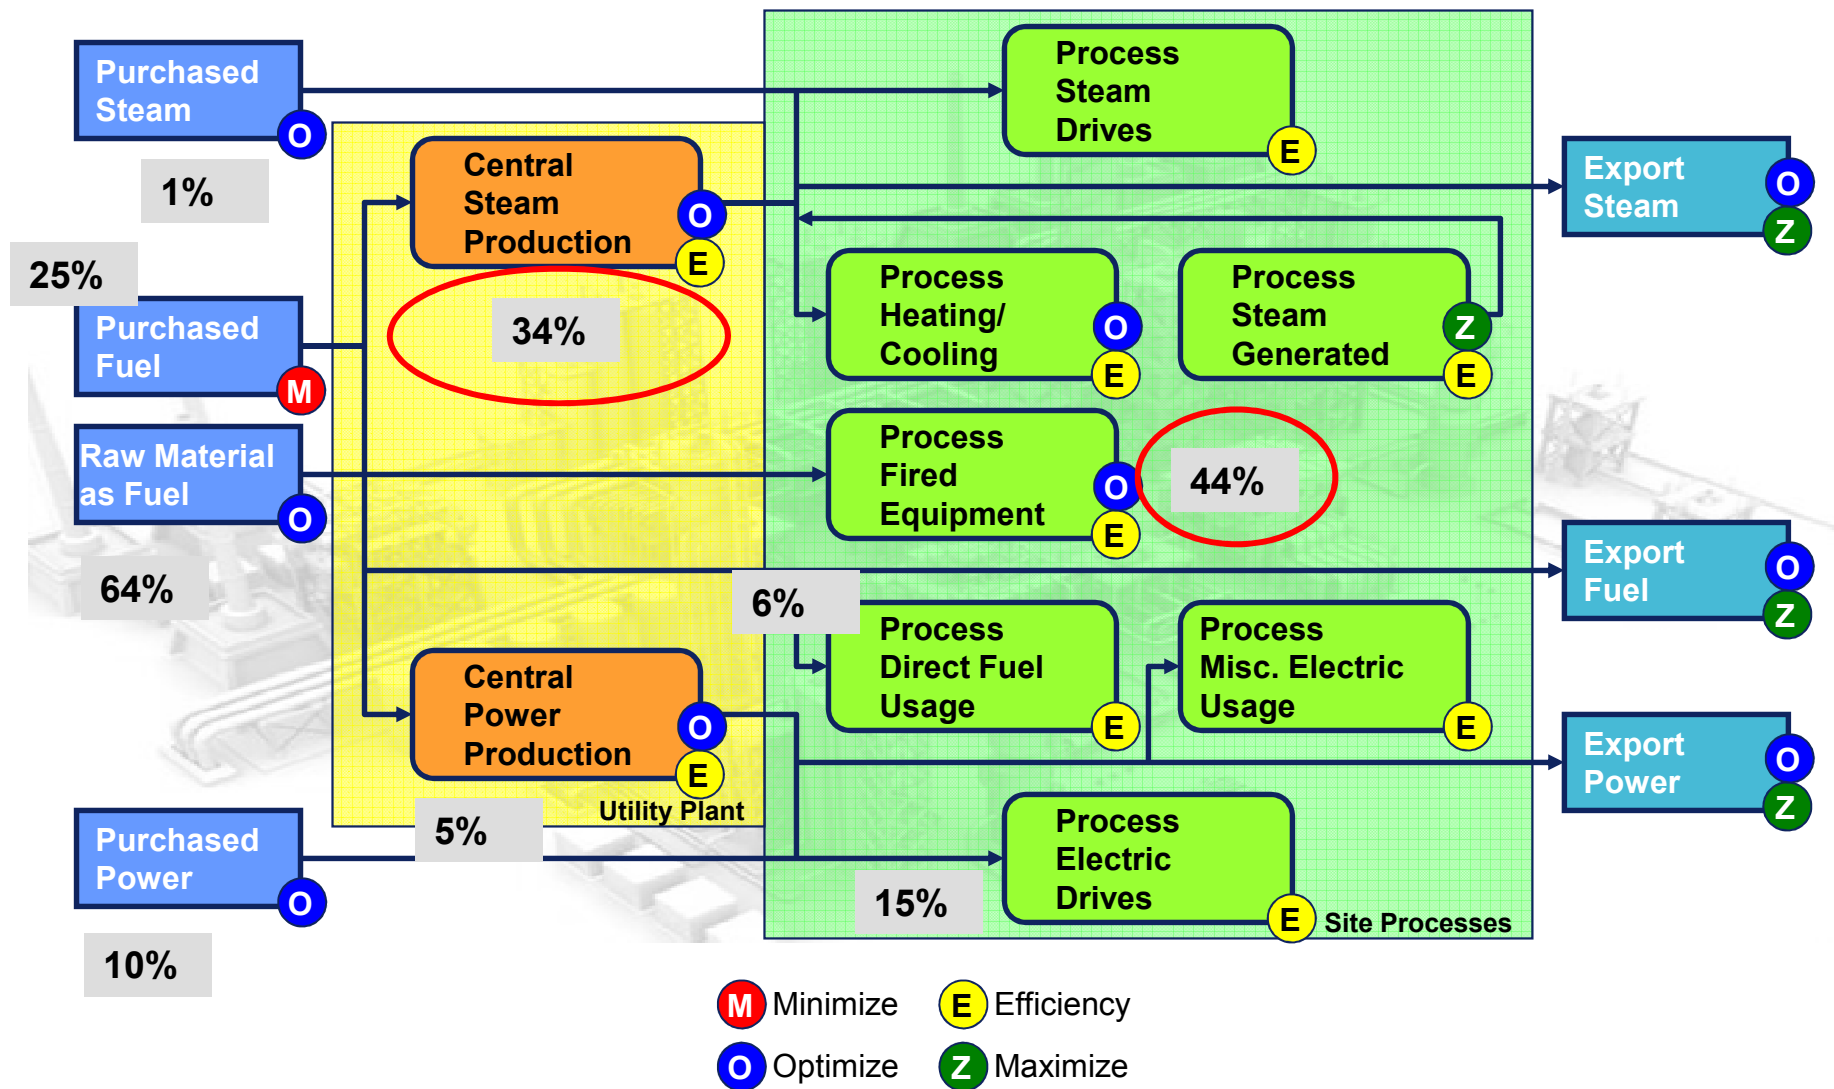 Purchased
Steam
O
1%
25%
Purchased
Fuel
M
Raw Material
as Fuel
O
64%
Purchased
Power
O
10%
Central
Steam
Production
O
E
34%
Central
Power
Production
O
E
Utility Plant
5%
Process
Steam
Drives
E
Process
Heating/
Cooling
O
E
Process
Steam
Generated
Z
E
Process
Fired
Equipment
O
E
44%
6%
Process
Direct Fuel
Usage
E
Process
Misc. Electric
Usage
E
Process
Electric
Drives
E
15%
Site Processes
Export
Steam
O
Z
Export
Fuel
O
Z
Export
Power
O
Z
M Minimize
E Efficiency
O Optimize
Z Maximize